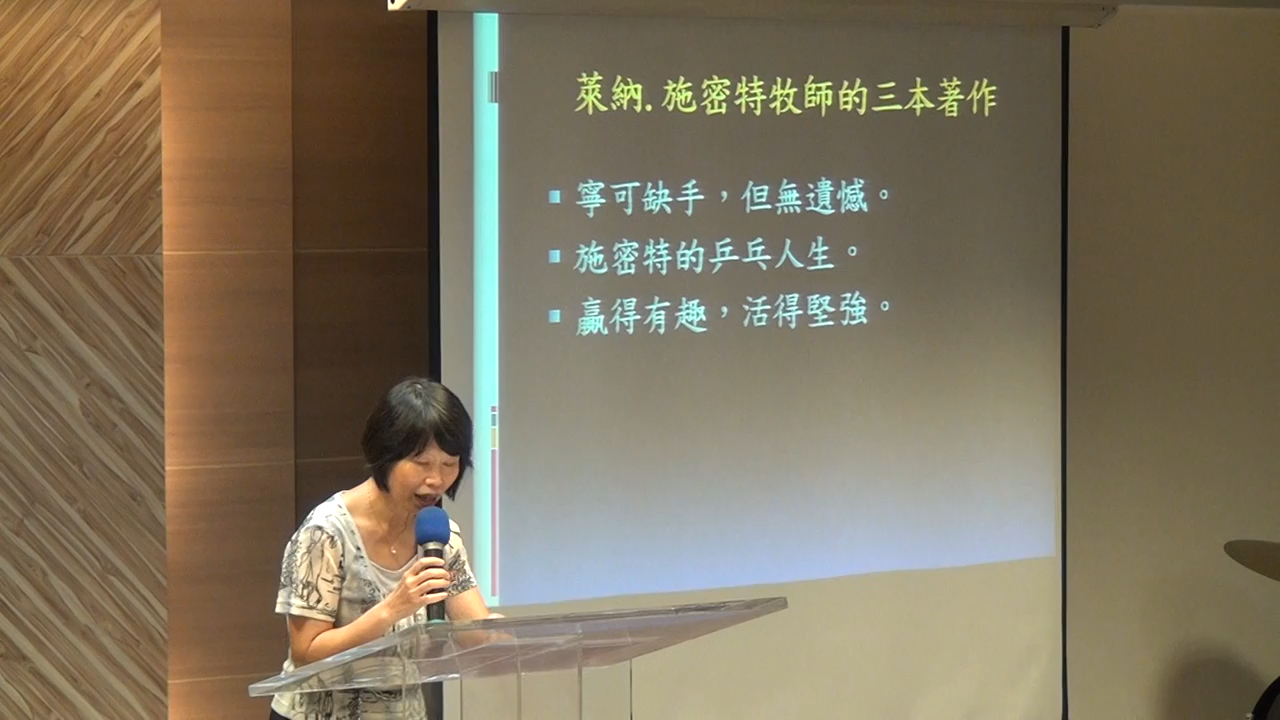 萊納.施密特牧師的三本著作
寧可缺手，但無遺憾。
施密特的乒乓人生。
贏得有趣，活得堅強。